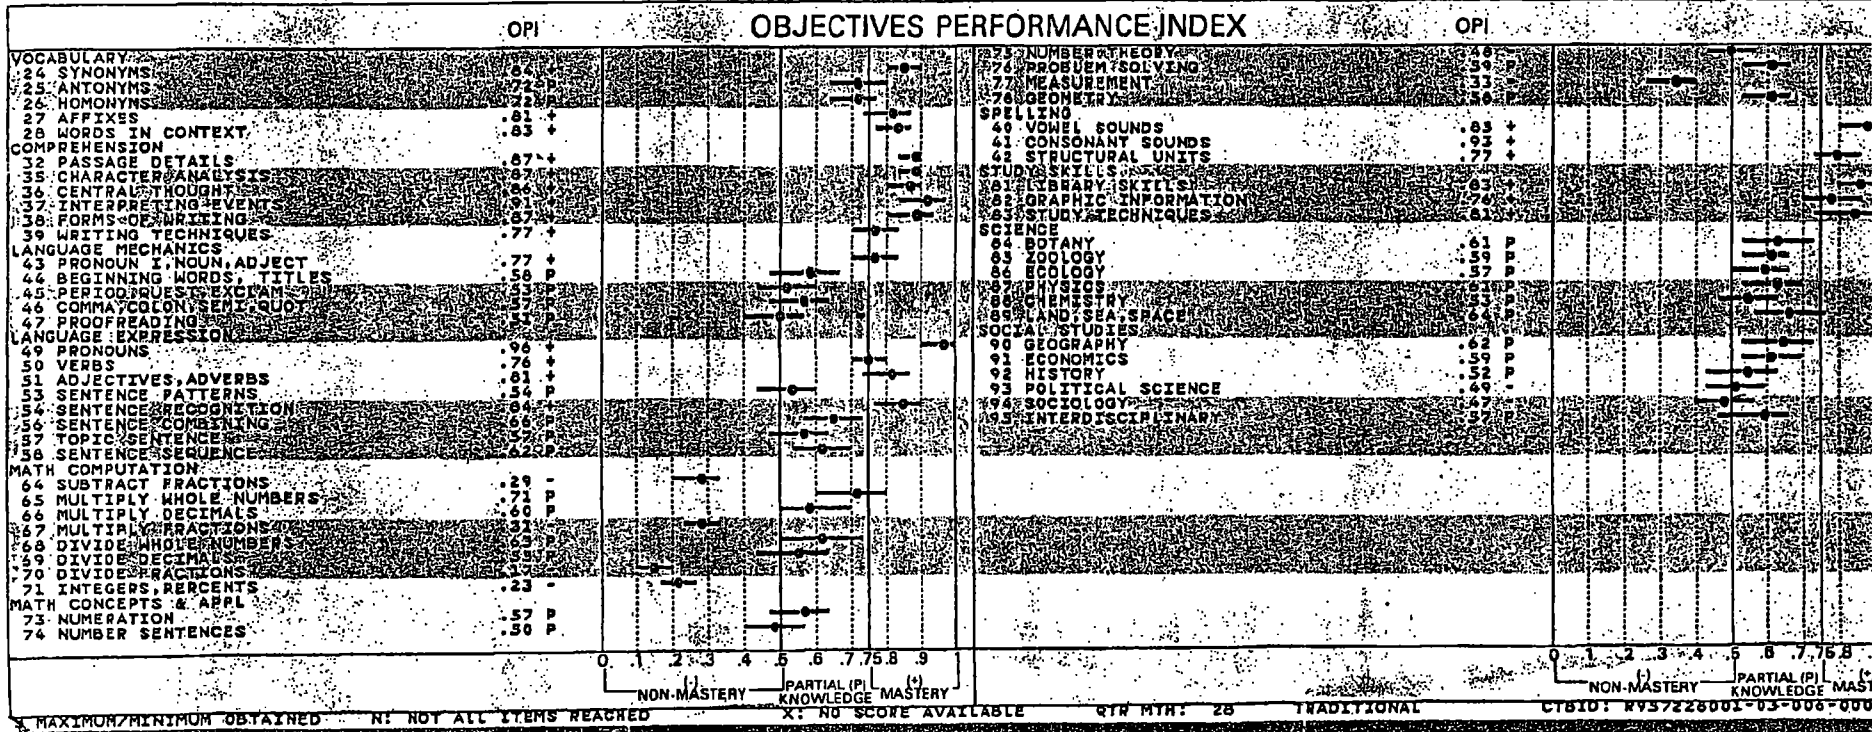 OPI OBJECTIVES PERFORMANCE INDEX OPI
VOCABULARY
24 SYNONYMS .84 +
25 ANTONYMS .72 P
26 HOMONYMS .72 P
27 AFFIXES .81 +
28 WORDS IN CONTEXT .83 +
COMPREHENSION
32 PASSAGE DETAILS .87 +
35 CHARACTER ANALYSIS .87 +
36 CENTRAL THOUGHT .86 +
37 INTERPRETING EVENTS .91 +
38 FORMS OF WRITING .87 +
39 WRITING TECHNIQUES .77 +
LANGUAGE MECHANICS
43 PRONOUN I,NOUN,ADJECT .77 +
44 BEGINNING WORDS, TITLES .58 P
45 PERIOD,QUEST,EXCLAM .53 P
46 COMMA,COLON,SEMI,QUOT .57 P
47 PROOFREADING .51 P
LANGUAGE EXPRESSION
49 PRONOUNS .96 +
50 VERBS .76 +
51 ADJECTIVES,ADVERBS .81 +
53 SENTENCE PATTERNS .54 P
54 SENTENCE RECOGNITION .84 +
56 SENTENCE COMBINING .66 P
57 TOPIC SENTENCE .57 P
58 SENTENCE SEQUENCE .62 P
MATH COMPUTATION
64 SUBTRACT FRACTIONS .29 -
65 MULTIPLY WHOLE NUMBERS .71 P
66 MULTIPLY DECIMALS .60 P
67 MULTIPLY FRACTIONS .31 -
68 DIVIDE WHOLE NUMBERS .63 P
69 DIVIDE DECIMALS .55 P
70 DIVIDE FRACTIONS
71 INTEGERS,PERCENTS .23 -
MATH CONCEPTS & APPL
73 NUMERATION .57 P
74 NUMBER SENTENCES .50 P
75 NUMBER THEORY .48 -
76 PROBLEM SOLVING .59 P
77 MEASUREMENT .33 -
78 GEOMETRY .58 P
SPELLING
40 VOWEL SOUNDS .85 +
41 CONSONANT SOUNDS .93 +
42 STRUCTURAL UNITS .77 +
STUDY SKILLS
81 LIBRARY SKILLS .83 +
82 GRAPHIC INFORMATION .76 +
83 STUDY TECHNIQUES .81 +
SCIENCE
84 BOTANY .61 P
85 ZOOLOGY .59 P
86 ECOLOGY .57 P
87 PHYSICS .61 P
88 CHEMISTRY .53 P
89 LAND,SEA,SPACE .64 P
SOCIAL STUDIES
90 GEOGRAPHY .62 P
91 ECONOMICS .59 P
92 HISTORY .52 P
93 POLITICAL SCIENCE .49 -
94 SOCIOLOGY .47 -
95 INTERDISCIPLINARY .57 P
0 .1 .2 .3 .4 .5 .6 .7 .75 .8 .9 1
(-) NON-MASTERY PARTIAL (P) KNOWLEDGE (+) MASTERY
0 .1 .2 .3 .4 .5 .6 .7 .75 .8
(-) NON-MASTERY PARTIAL (P) KNOWLEDGE (+ MAST
MAXIMUM/MINIMUM OBTAINED N: NOT ALL ITEMS REACHED X: NO SCORE AVAILABLE QTR MTH: 28 TRADITIONAL CTBID: R937228001-03-006-000